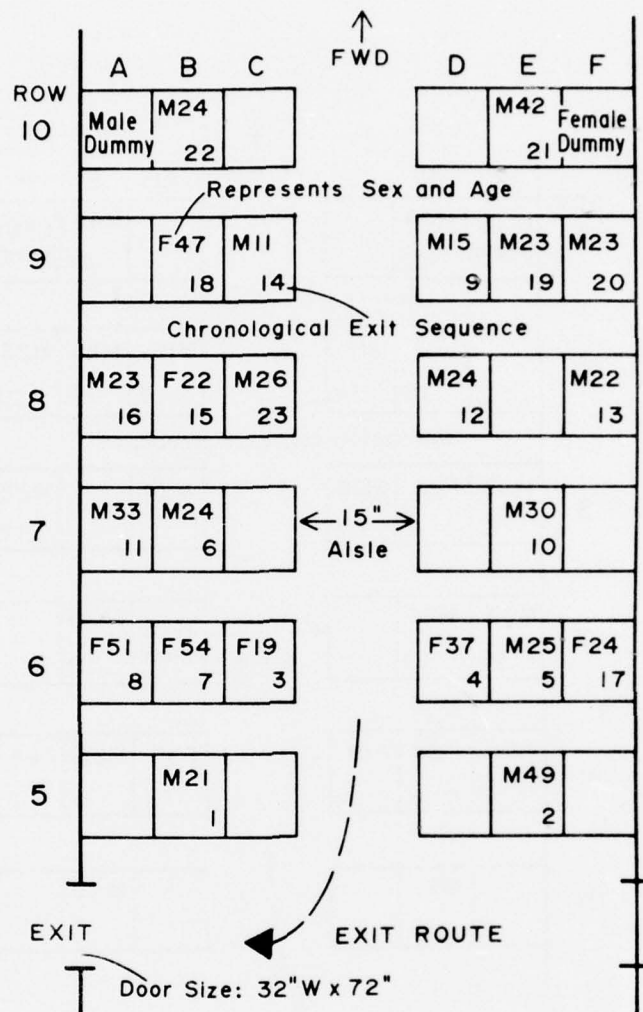 FWD
A B C D E F
ROW
10
Male Dummy M24 22 M42 21 Female Dummy
Represents Sex and Age
9
F47 M11 M15 M23 M23
18 14 9 19 20
Chronological Exit Sequence
8
M23 F22 M26 M24 M22
16 15 23 12 13
7
M33 M24 M30
11 6 10
15"
Aisle
6
F51 F54 F19 F37 M25 F24
8 7 3 4 5 17
5
M21 M49
1 2
EXIT EXIT ROUTE
Door Size: 32"W x 72"